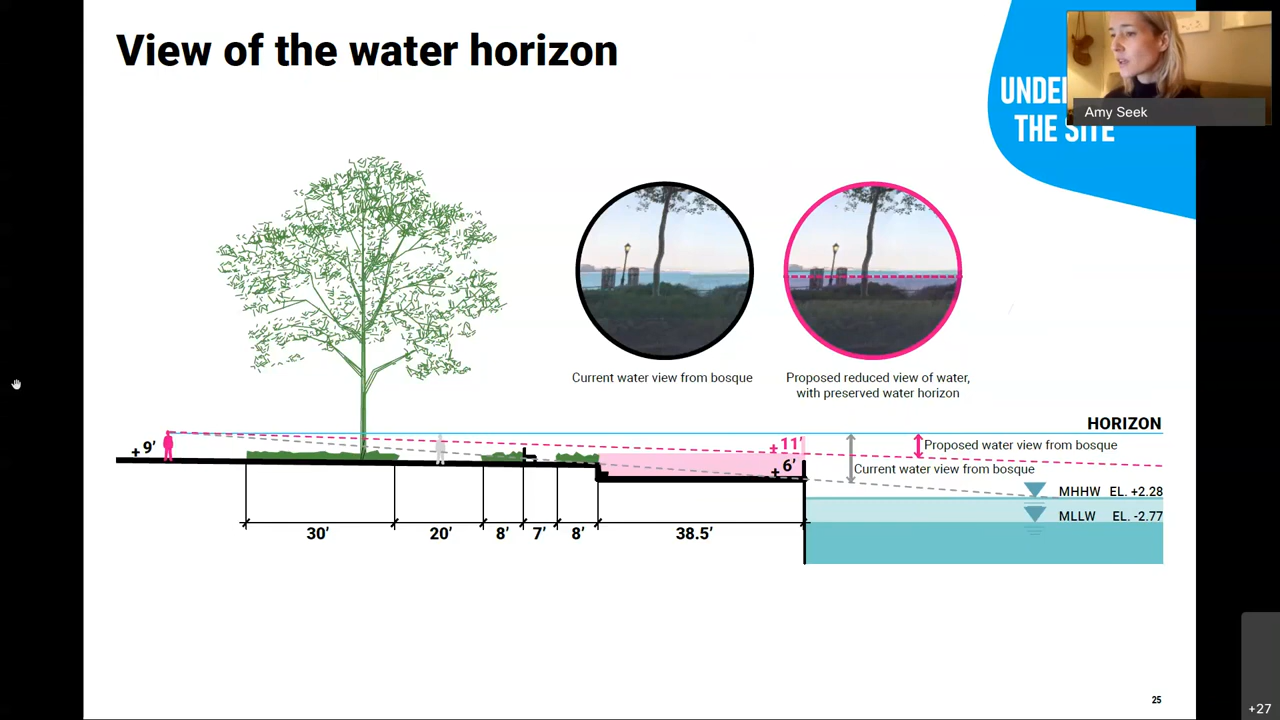 View of the water horizon
UNDE
THE SITE
Amy Seek
Current water view from bosque
Proposed reduced view of water,
with preserved water horizon
HORIZON
+9'
+11'
+6'
Proposed water view from bosque
Current water view from bosque
MHHW EL. +2.28
MLLW EL. -2.77
30' 20' 8' 7' 8' 38.5'
25
+27